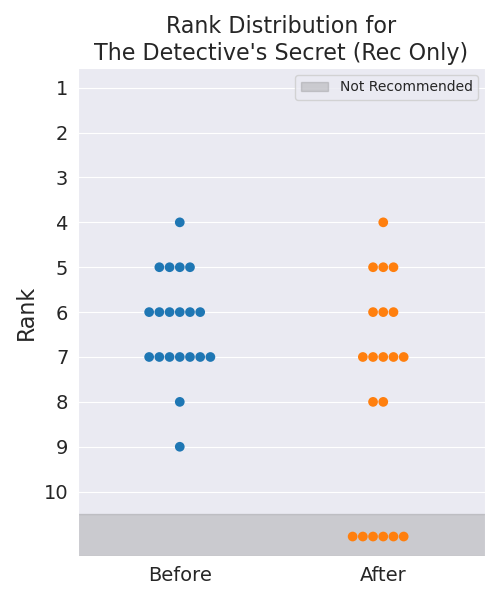 Rank Distribution for
The Detective's Secret (Rec Only)
Not Recommended
1
2
3
4
5
6
7
8
9
10
Rank
Before
After